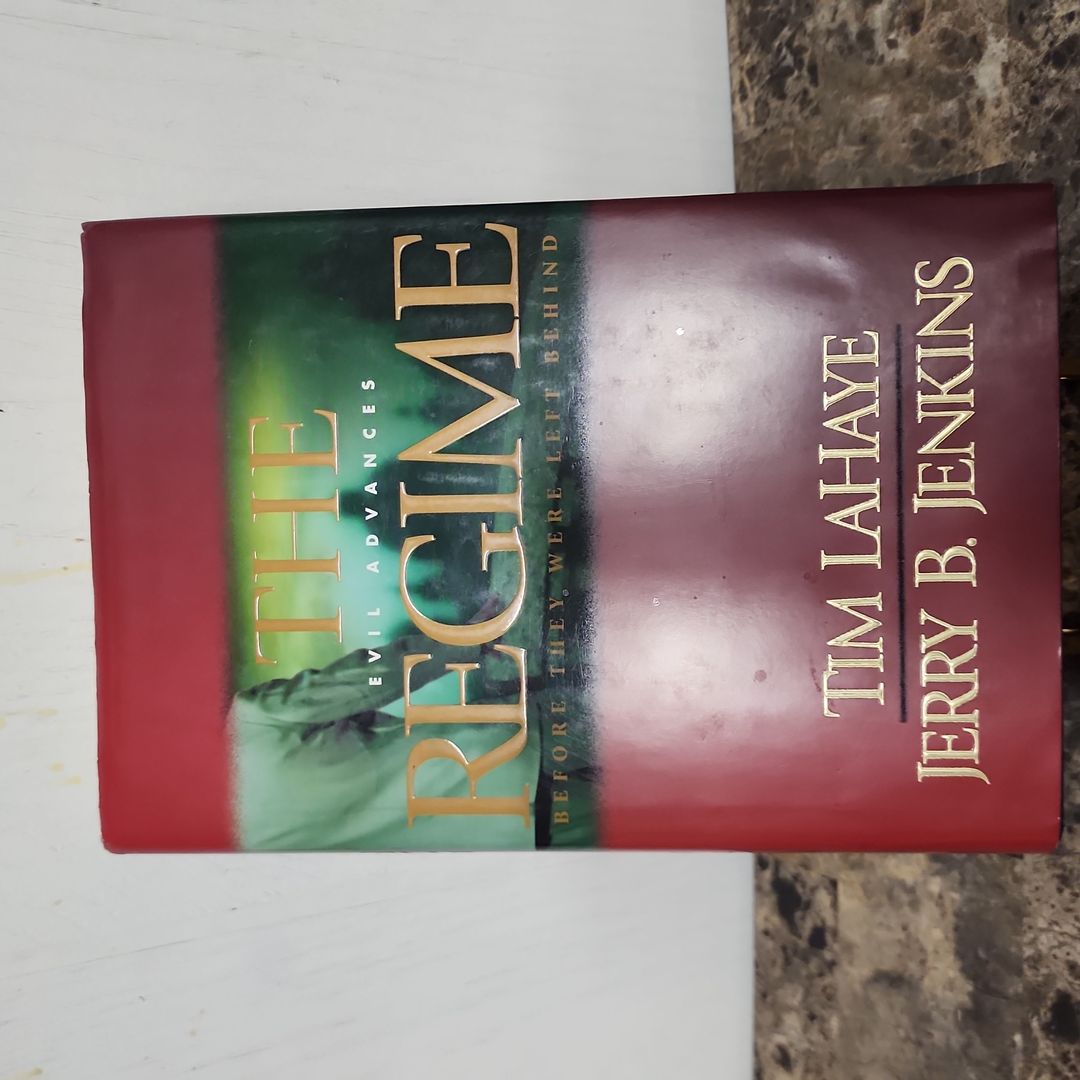 THE
EVIL ADVANCES
REGIME
BEFORE THEY WERE LEFT BEHIND
TIM LAHAYE
JERRY B. JENKINS